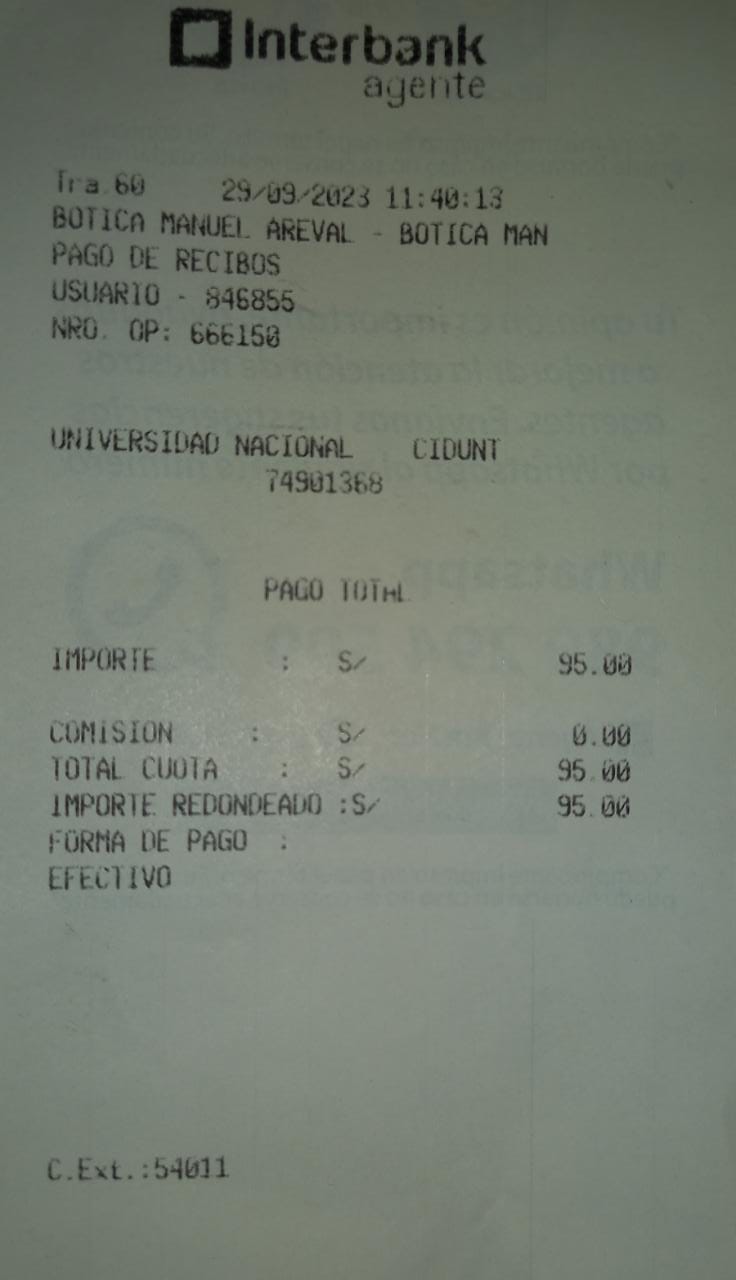 Interbank
agente
Tra.60 29/09/2023 11:40:13
BOTICA MANUEL AREVAL - BOTICA MAN
PAGO DE RECIBOS
USUARIO - 846855
NRO. OP: 666150
UNIVERSIDAD NACIONAL CIDUNT
74901368
PAGO TOTAL
IMPORTE : S/ 95.00
COMISION : S/ 0.00
TOTAL CUOTA : S/ 95.00
IMPORTE REDONDEADO :S/ 95.00
FORMA DE PAGO :
EFECTIVO
C.Ext.:54011